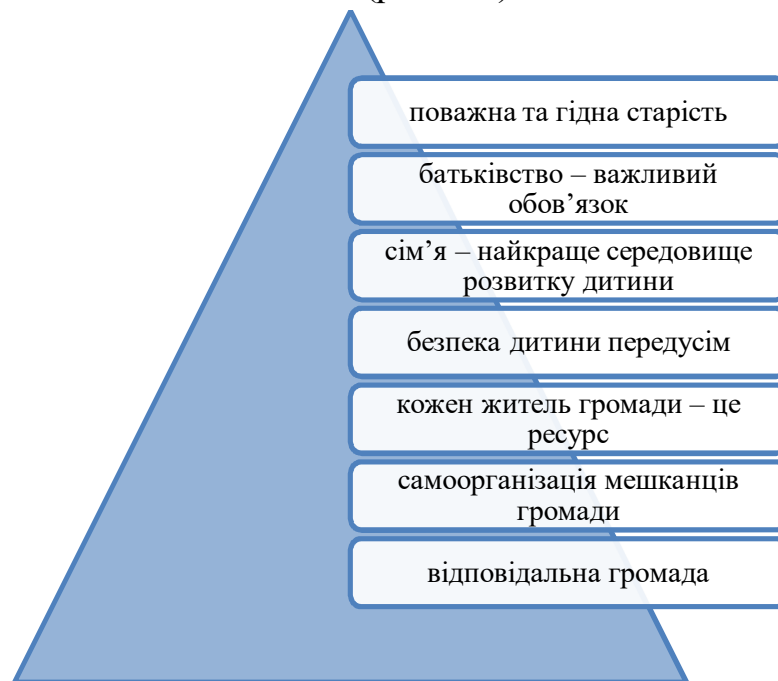 поважна та гідна старість
батьківство – важливий
обов’язок
сім’я – найкраще середовище
розвитку дитини
безпека дитини передусім
кожен житель громади – це
ресурс
самоорганізація мешканців
громади
відповідальна громада